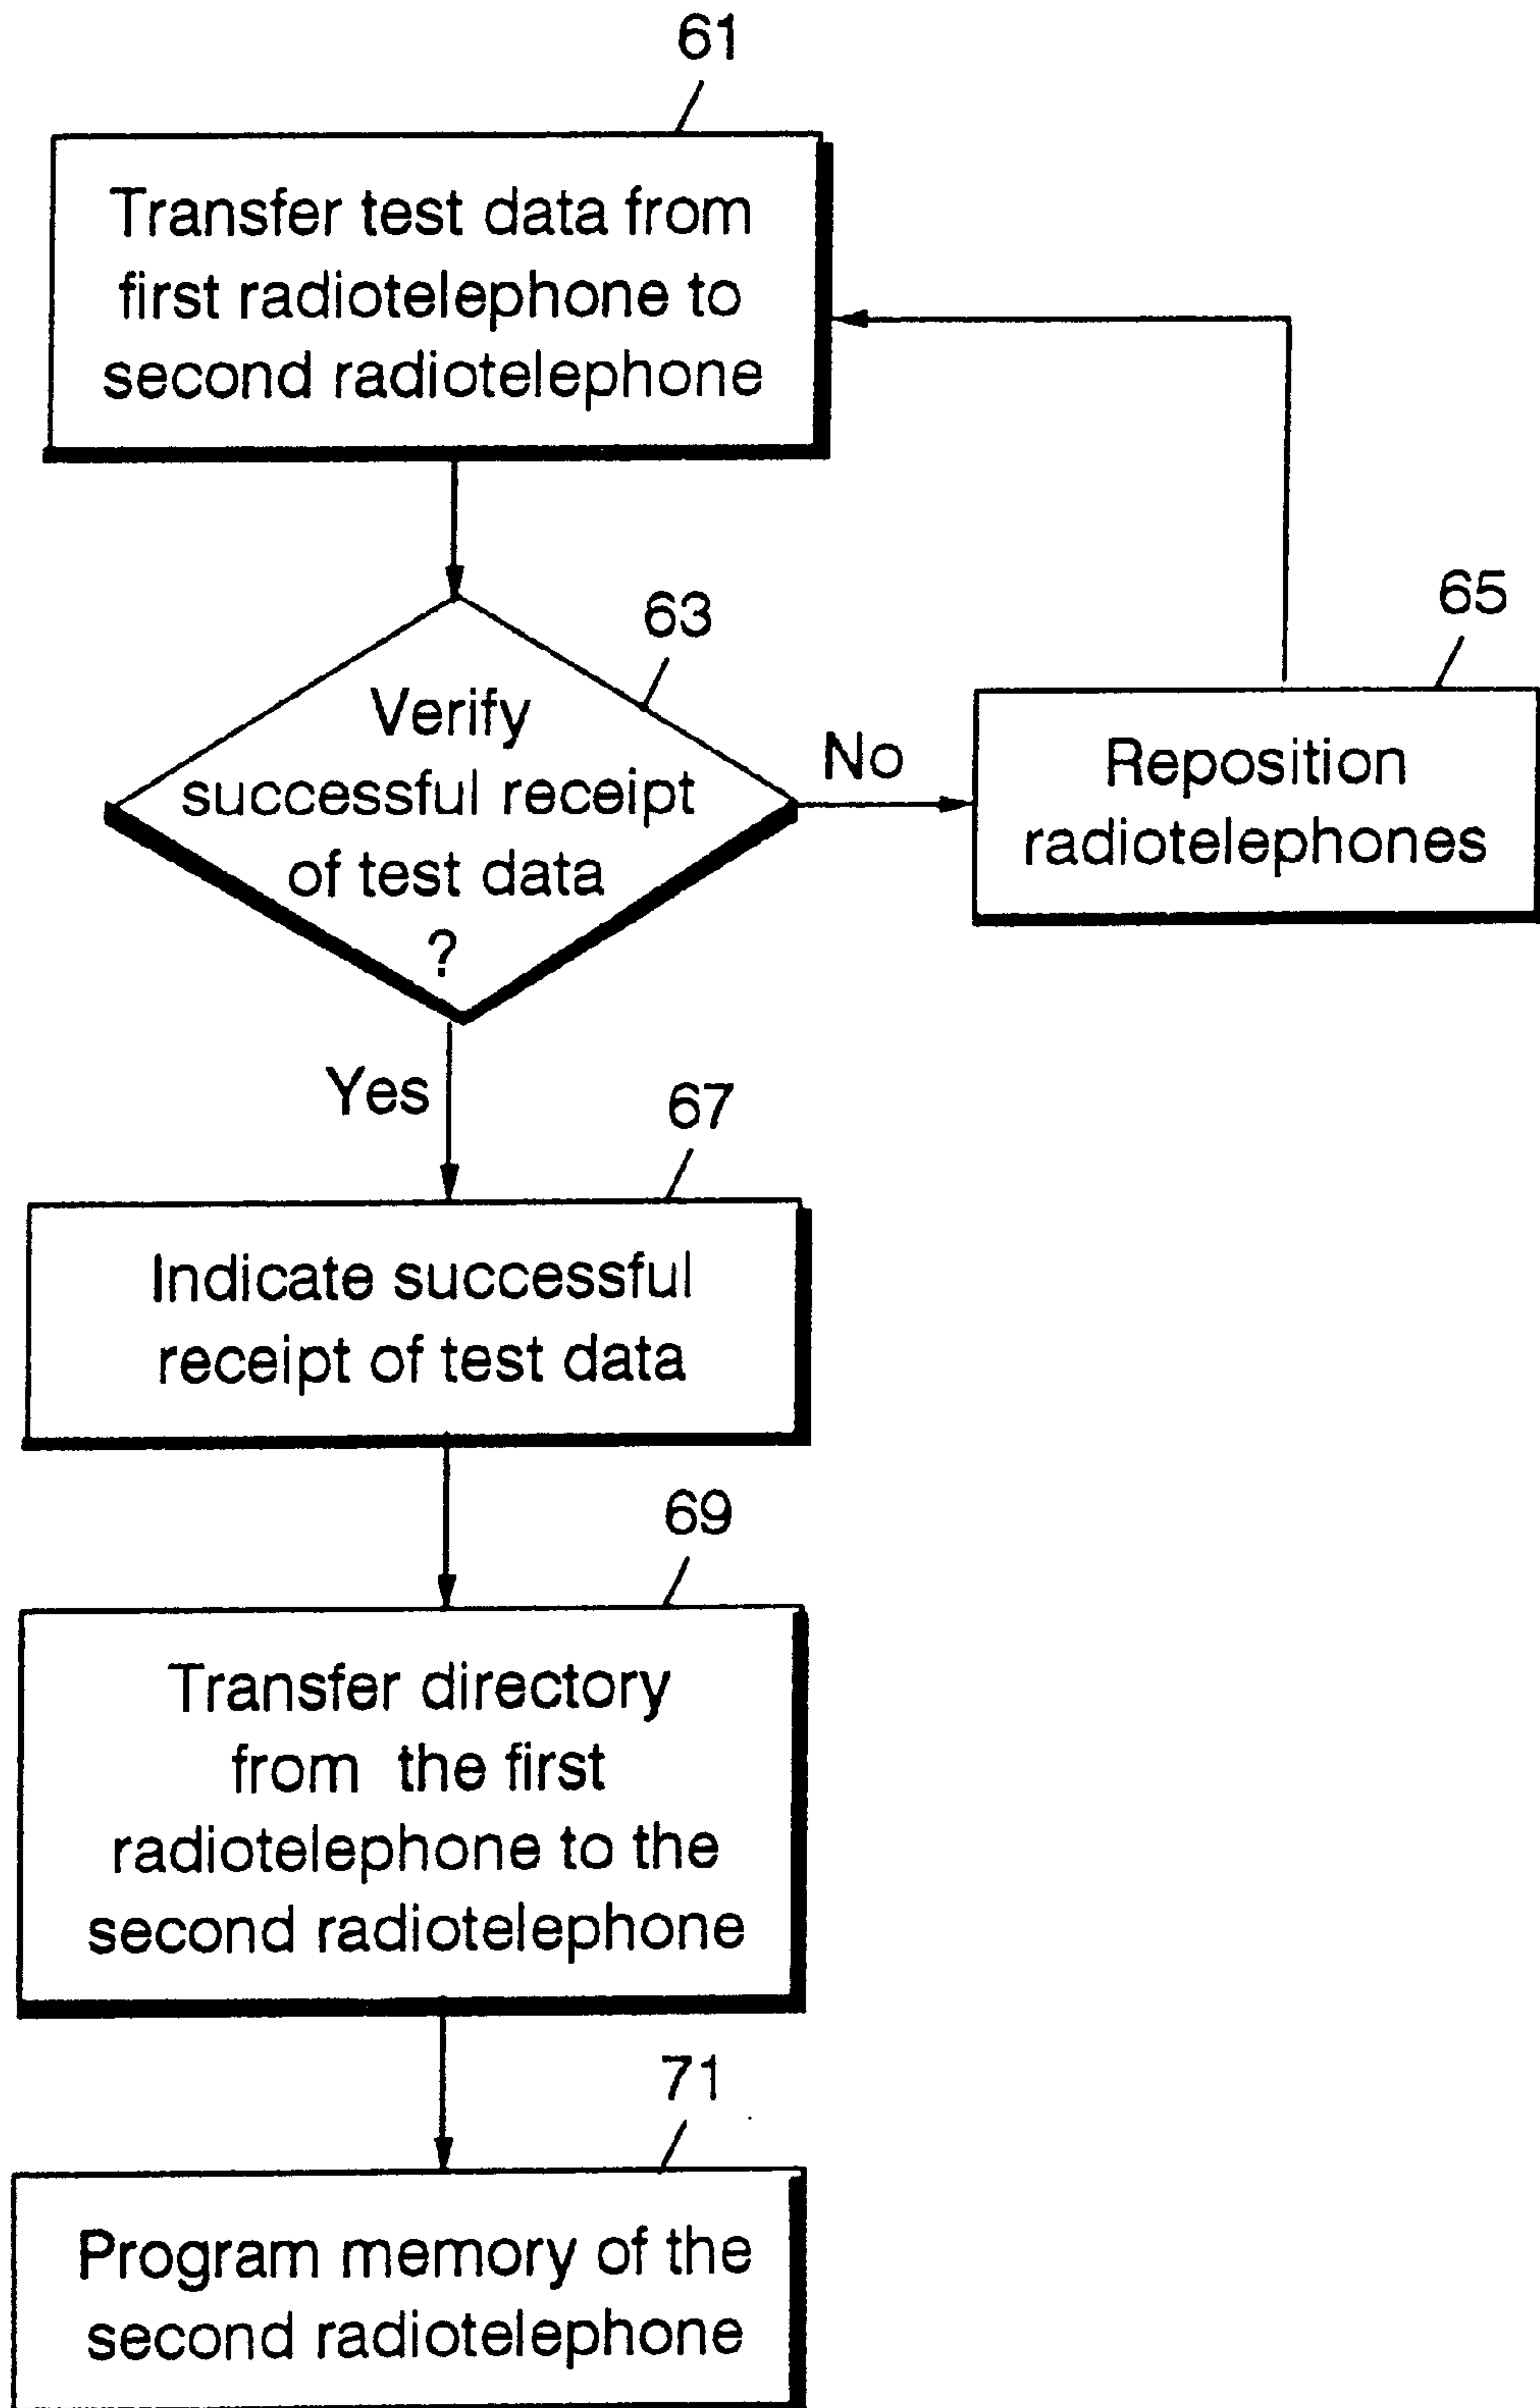 61
Transfer test data from
first radiotelephone to
second radiotelephone
63
Verify
successful receipt
of test data
?
No
65
Reposition
radiotelephones
Yes
67
Indicate successful
receipt of test data
69
Transfer directory
from the first
radiotelephone to the
second radiotelephone
71
Program memory of the
second radiotelephone